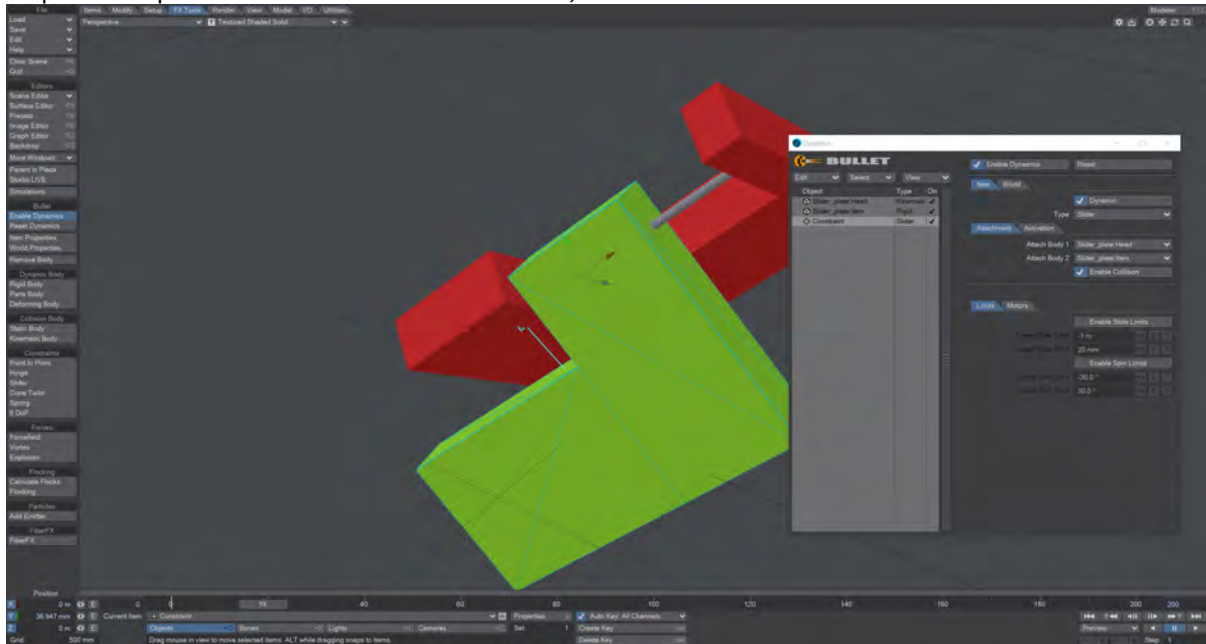 File
Items Modify Setup FX Tools Render View Model I/O Utilities
Modeler
Load
Perspective
Textured Shaded Solid
Save
Edit
Help
Clear Scene
Quit
Editors
Scene Editor
Surface Editor
Presets
Image Editor
Graph Editor
Backdrop
More Windows
Parent in Place
Studio LIVE
Simulations
Bullet
Enable Dynamics
Reset Dynamics
Item Properties
World Properties
Remove Body
Dynamic Body
Rigid Body
Parts Body
Deforming Body
Collision Body
Static Body
Kinematic Body
Constraints
Point to Point
Hinge
Slider
Cone Twist
Spring
6 DoF
Forces
Forcefield
Vortex
Explosion
Flocking
Calculate Flocks
Flocking
Particles
Add Emitter
FiberFX
FiberFX
Dynamics
BULLET
Edit Select View
Object Type On
Slider_plate:Head Kinematic
Slider_plate:Item Rigid
Constraint Slider
Enable Dynamics Reset
Item World
Dynamic
Type Slider
Attachment Activation
Attach Body 1 Slider_plate:Head
Attach Body 2 Slider_plate:Item
Enable Collision
Limits Motors
Enable Slide Limits
-1 m
20 mm
Enable Spin Limits
-30.0 °
30.0 °
Position
X 0 m E 0 0 15 40 60 80 100 120 140 160 180 200 200
Y 36.947 mm E Current Item Constraint Properties Auto Key: All Channels
Z 0 m E Objects Bones Lights Cameras Sel: 1 Create Key Preview
Grid: 500 mm Drag mouse in view to move selected items. ALT while dragging snaps to items. Delete Key Step 1